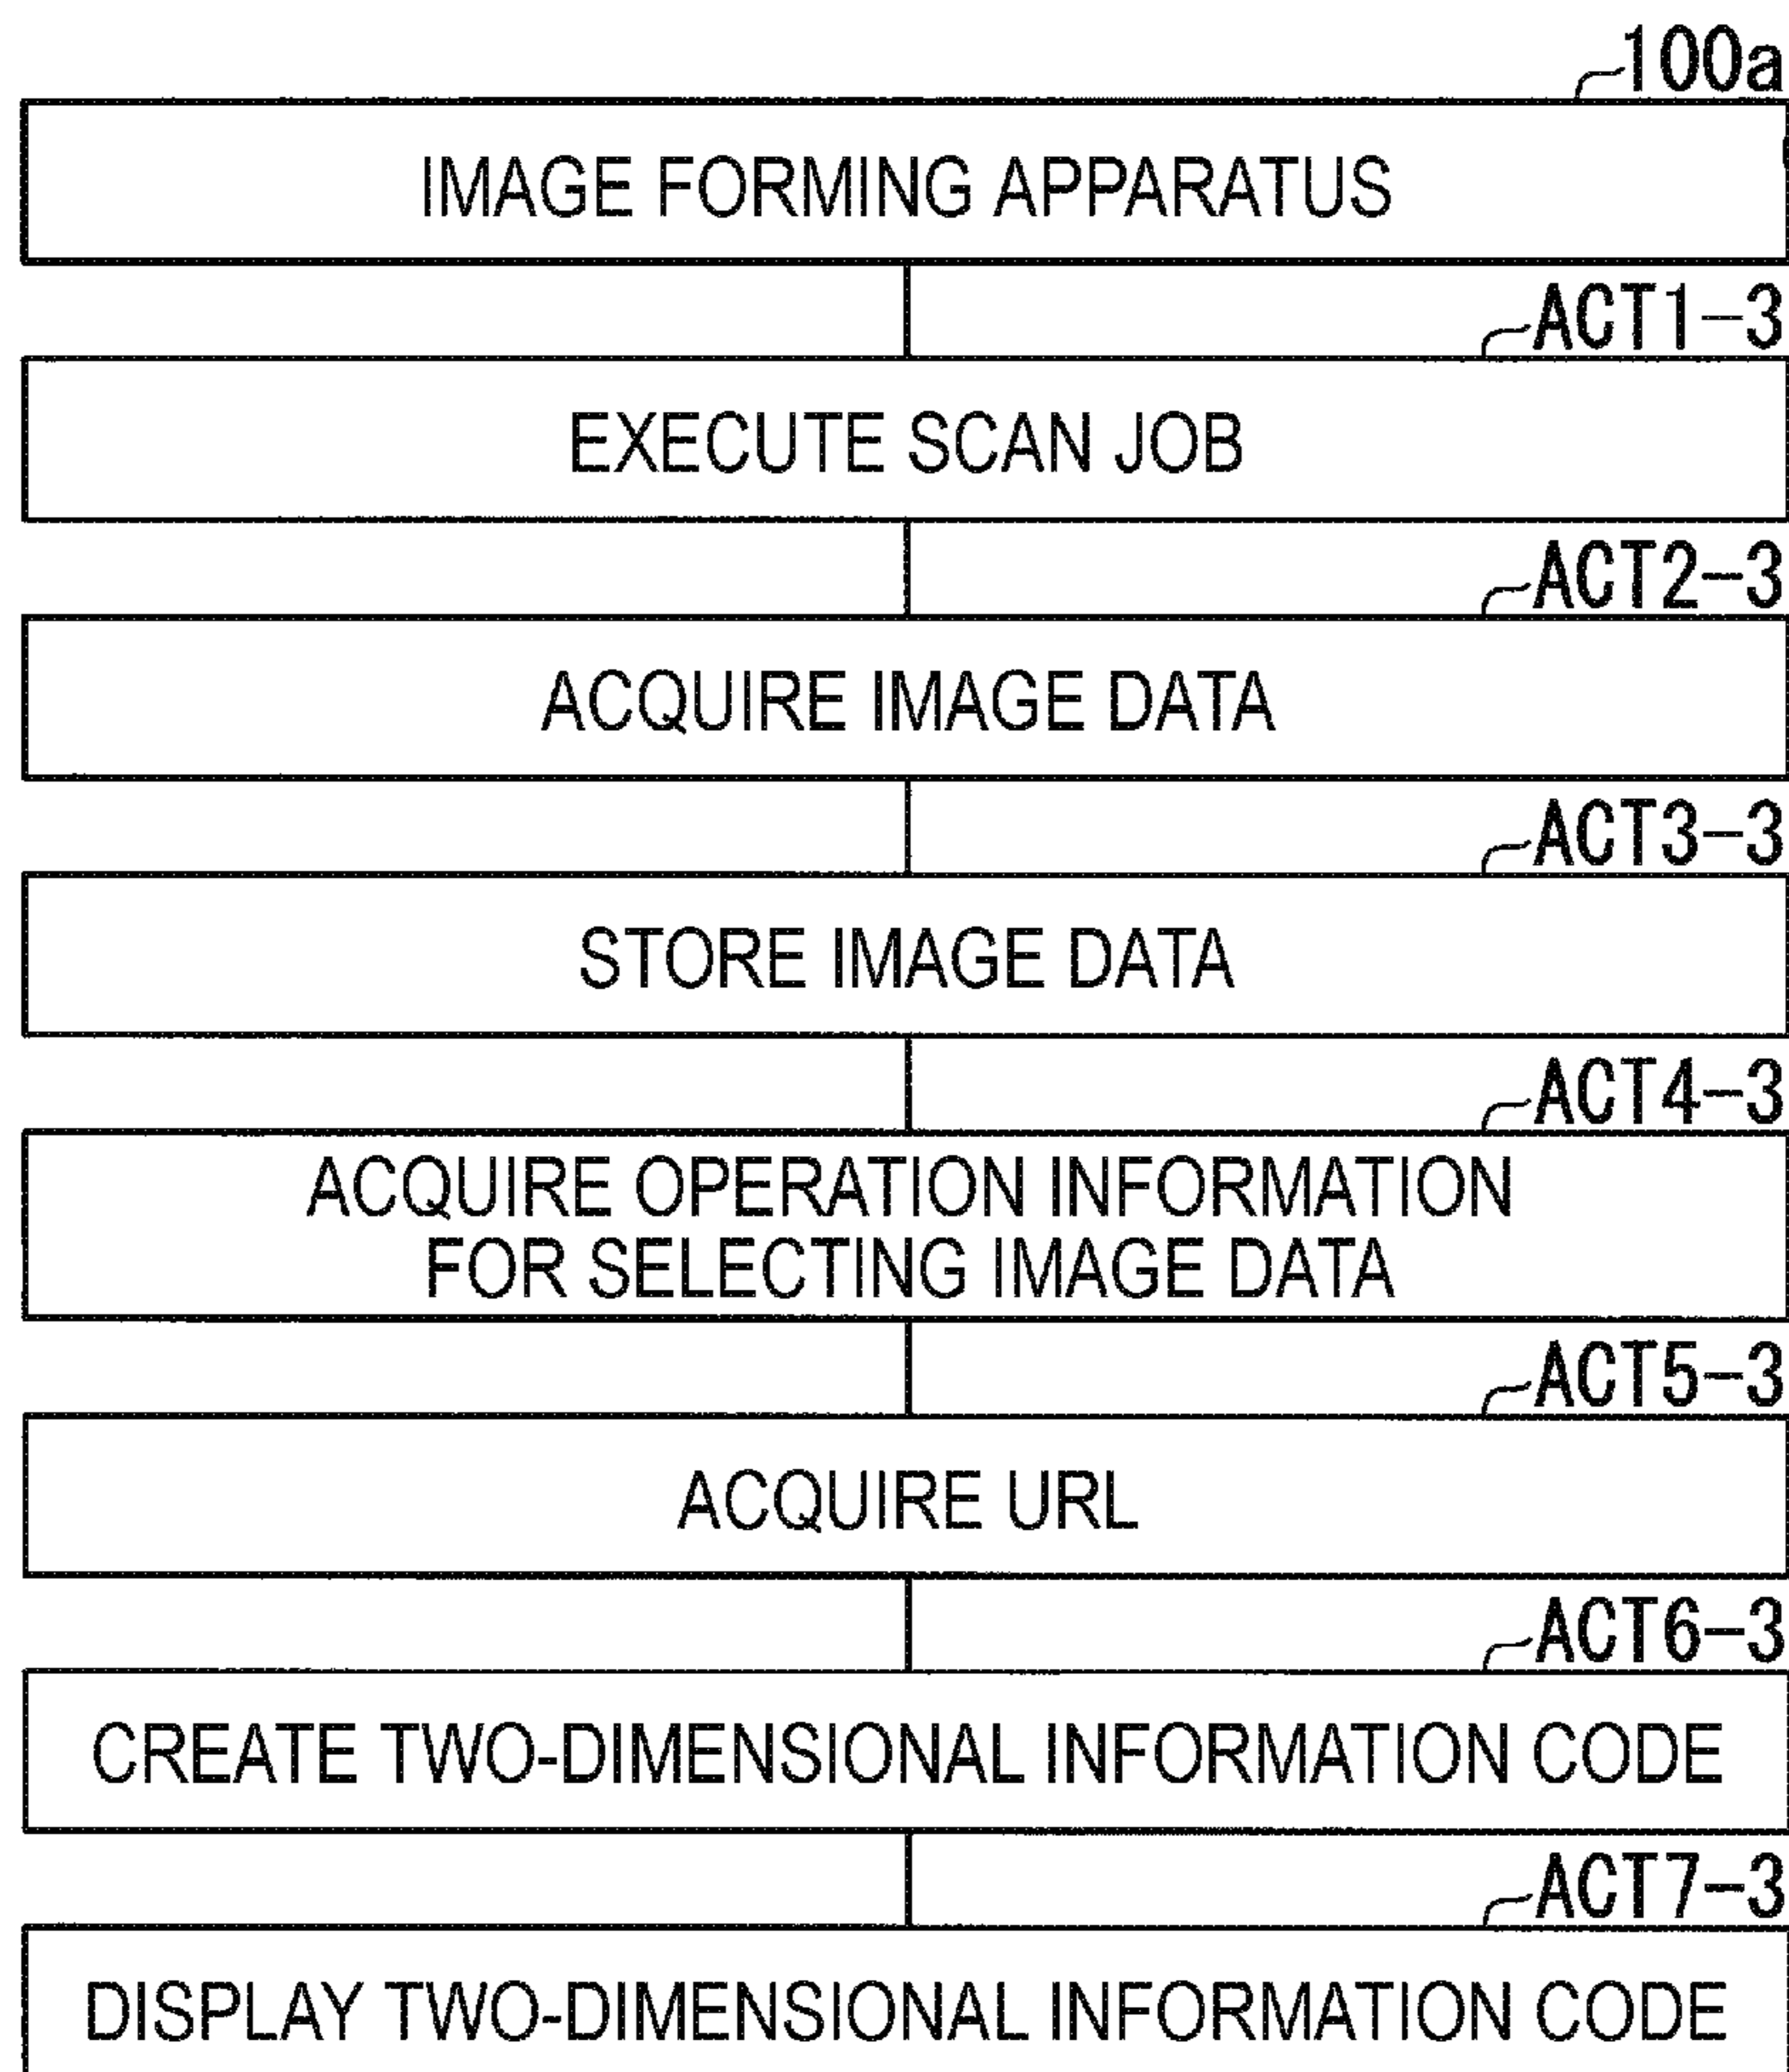 100a
IMAGE FORMING APPARATUS
ACT1-3
EXECUTE SCAN JOB
ACT2-3
ACQUIRE IMAGE DATA
ACT3-3
STORE IMAGE DATA
ACT4-3
ACQUIRE OPERATION INFORMATION
FOR SELECTING IMAGE DATA
ACT5-3
ACQUIRE URL
ACT6-3
CREATE TWO-DIMENSIONAL INFORMATION CODE
ACT7-3
DISPLAY TWO-DIMENSIONAL INFORMATION CODE